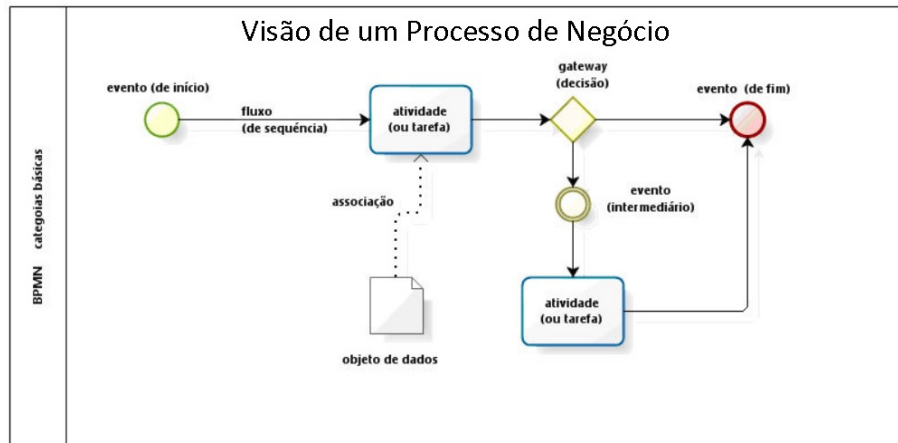 Visão de um Processo de Negócio
BPMN categoias básicas
evento (de início)
fluxo
(de sequência)
atividade
(ou tarefa)
gateway
(decisão)
evento (de fim)
associação
evento
(intermediário)
objeto de dados
atividade
(ou tarefa)